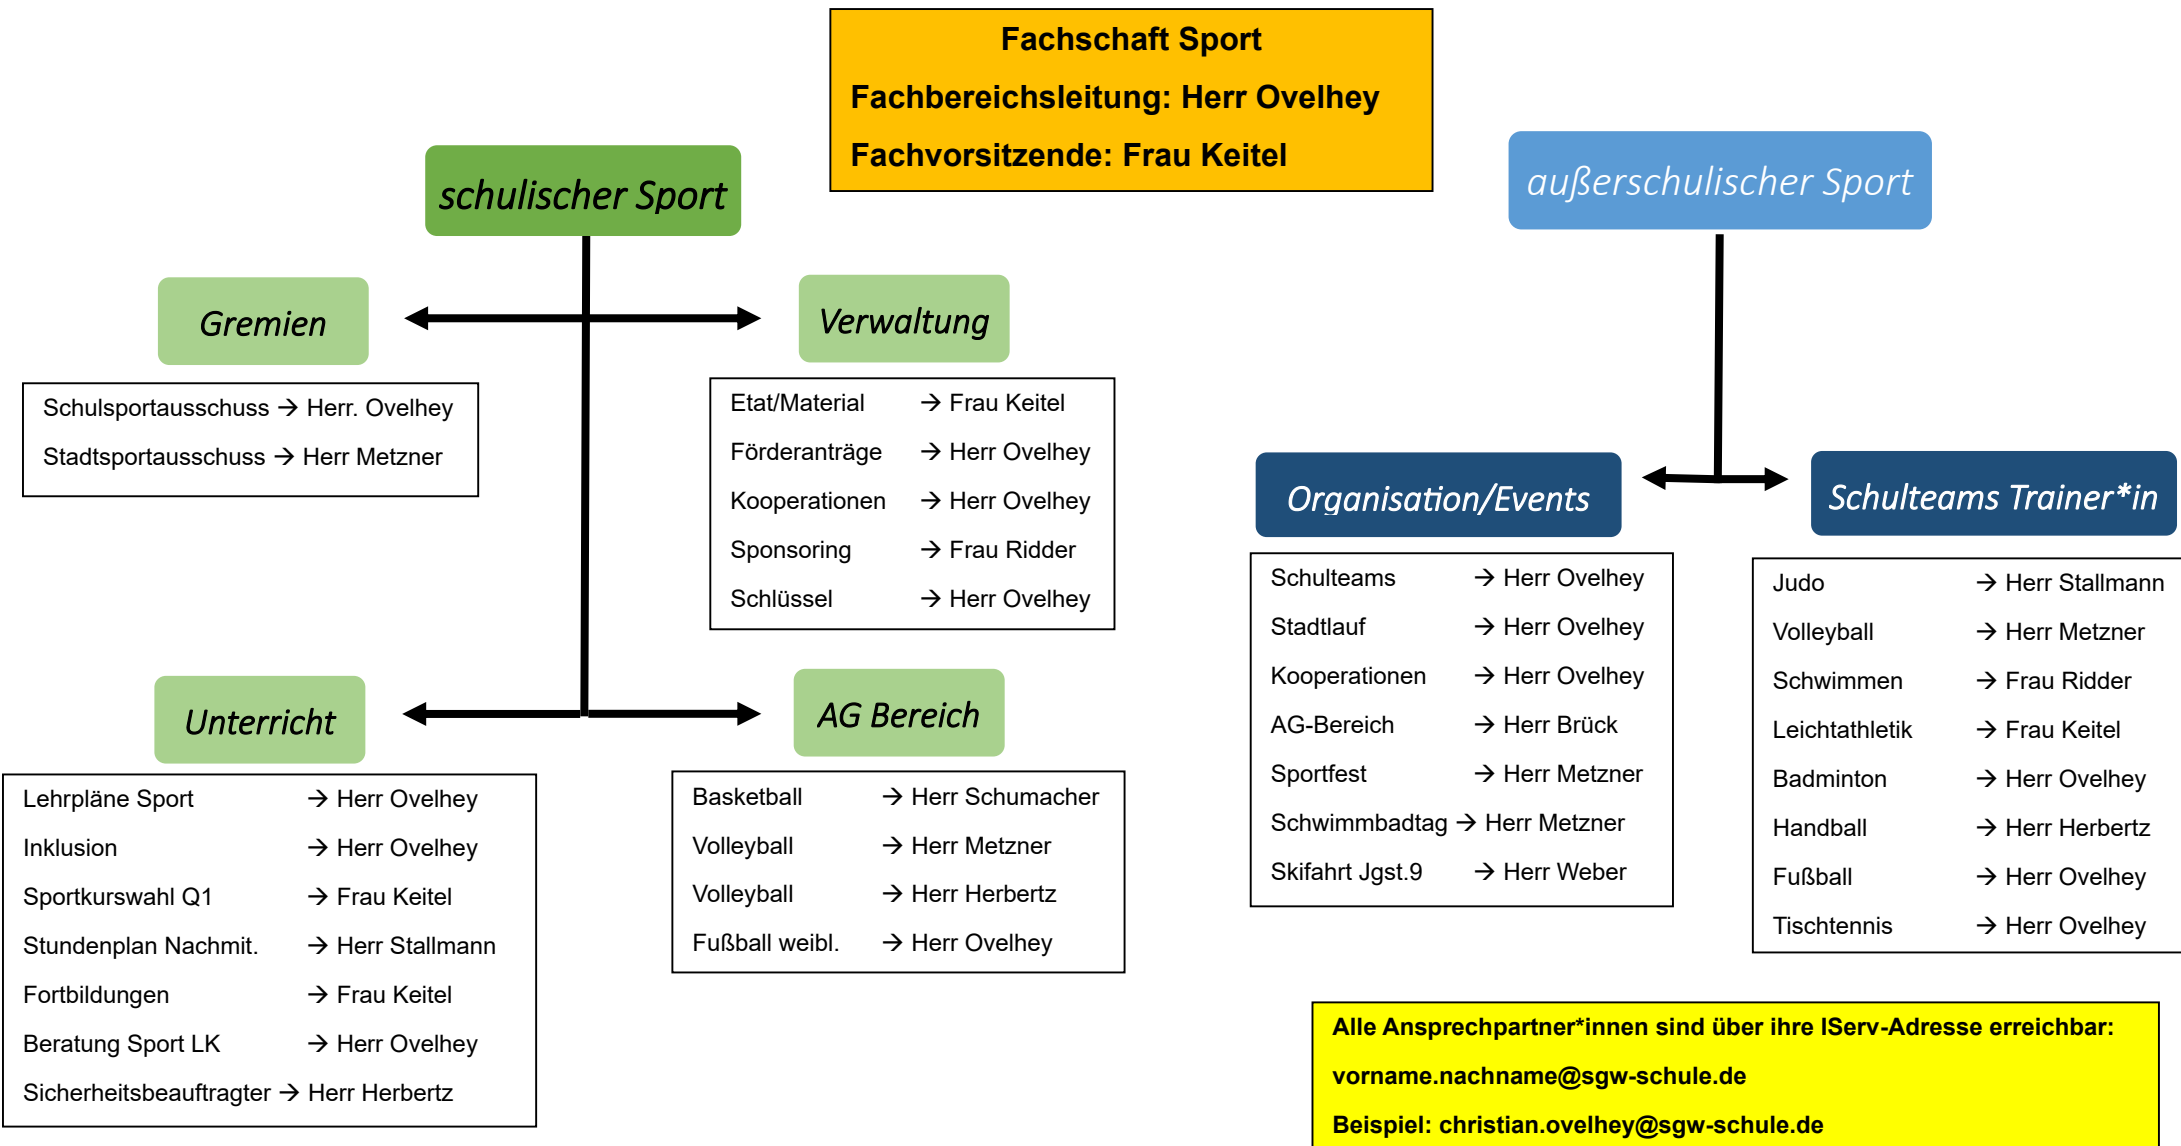 Fachschaft Sport
Fachbereichsleitung: Herr Ovelhey
Fachvorsitzende: Frau Keitel
schulischer Sport
außerschulischer Sport
Gremien
Schulsportausschuss → Herr. Ovelhey
Stadtsportausschuss → Herr Metzner
Verwaltung
Etat/Material → Frau Keitel
Förderanträge → Herr Ovelhey
Kooperationen → Herr Ovelhey
Sponsoring → Frau Ridder
Schlüssel → Herr Ovelhey
Unterricht
Lehrpläne Sport → Herr Ovelhey
Inklusion → Herr Ovelhey
Sportkurswahl Q1 → Frau Keitel
Stundenplan Nachmit. → Herr Stallmann
Fortbildungen → Frau Keitel
Beratung Sport LK → Herr Ovelhey
Sicherheitsbeauftragter → Herr Herbertz
AG Bereich
Basketball → Herr Schumacher
Volleyball → Herr Metzner
Volleyball → Herr Herbertz
Fußball weibl. → Herr Ovelhey
Organisation/Events
Schulteams → Herr Ovelhey
Stadtlauf → Herr Ovelhey
Kooperationen → Herr Ovelhey
AG-Bereich → Herr Brück
Sportfest → Herr Metzner
Schwimmbadtag → Herr Metzner
Skifahrt Jgst.9 → Herr Weber
Schulteams Trainer*in
Judo → Herr Stallmann
Volleyball → Herr Metzner
Schwimmen → Frau Ridder
Leichtathletik → Frau Keitel
Badminton → Herr Ovelhey
Handball → Herr Herbertz
Fußball → Herr Ovelhey
Tischtennis → Herr Ovelhey
Alle Ansprechpartner*innen sind über ihre IServ-Adresse erreichbar:
vorname.nachname@sgw-schule.de
Beispiel: christian.ovelhey@sgw-schule.de